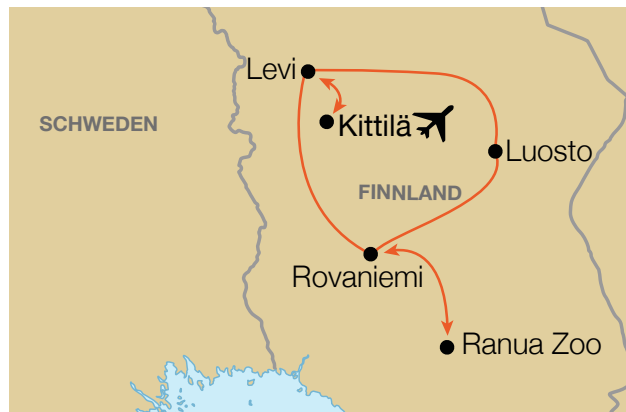 Levi
SCHWEDEN
Kittilä
Luosto
FINNLAND
Rovaniemi
Ranua Zoo